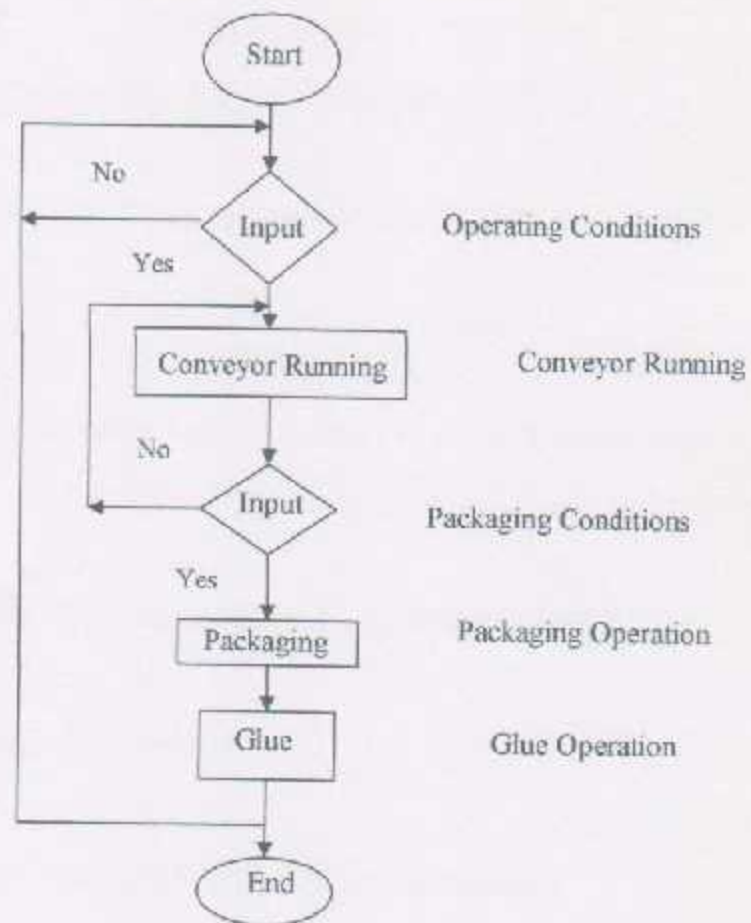 Start
No
Input
Operating Conditions
Yes
Conveyor Running
Conveyor Running
No
Input
Packaging Conditions
Yes
Packaging
Packaging Operation
Glue
Glue Operation
End